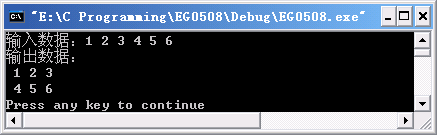 "E:\C Programming\EG0508\Debug\EG0508.exe"
输入数据：1 2 3 4 5 6
输出数据：
1 2 3
4 5 6
Press any key to continue